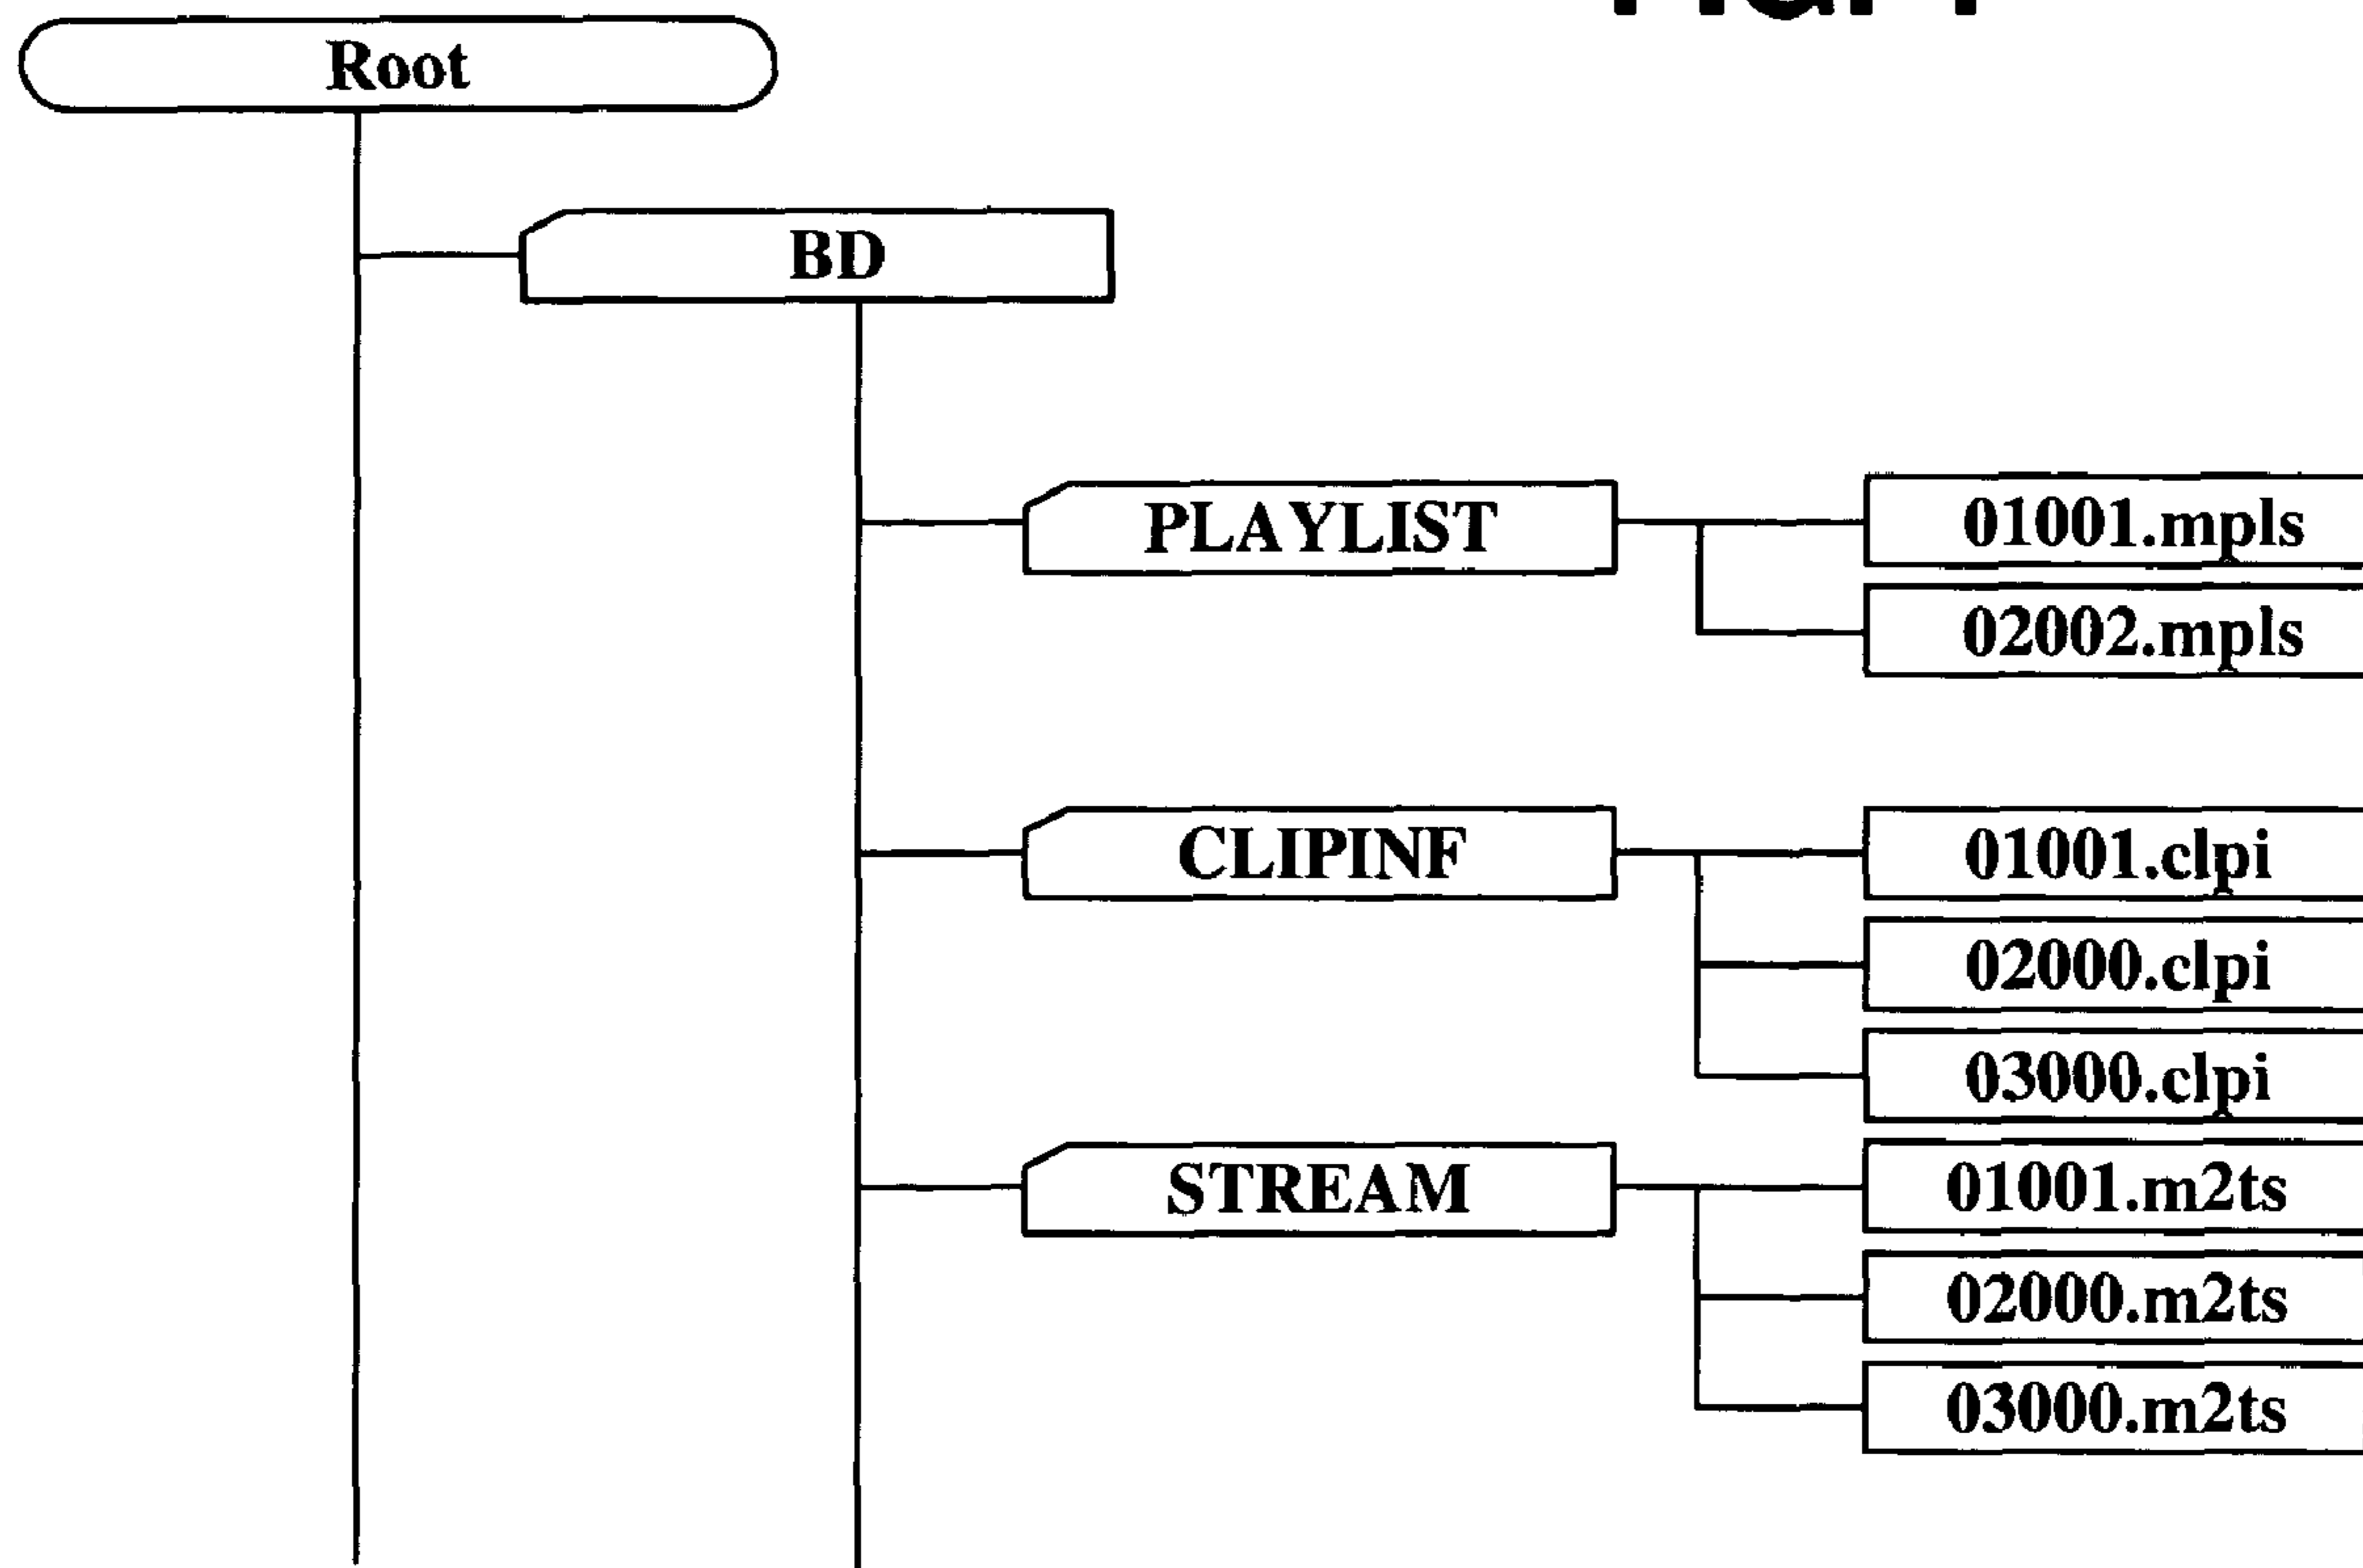 Root
BD
PLAYLIST
01001.mpls
02002.mpls
CLIPINF
01001.clpi
02000.clpi
03000.clpi
STREAM
01001.m2ts
02000.m2ts
03000.m2ts